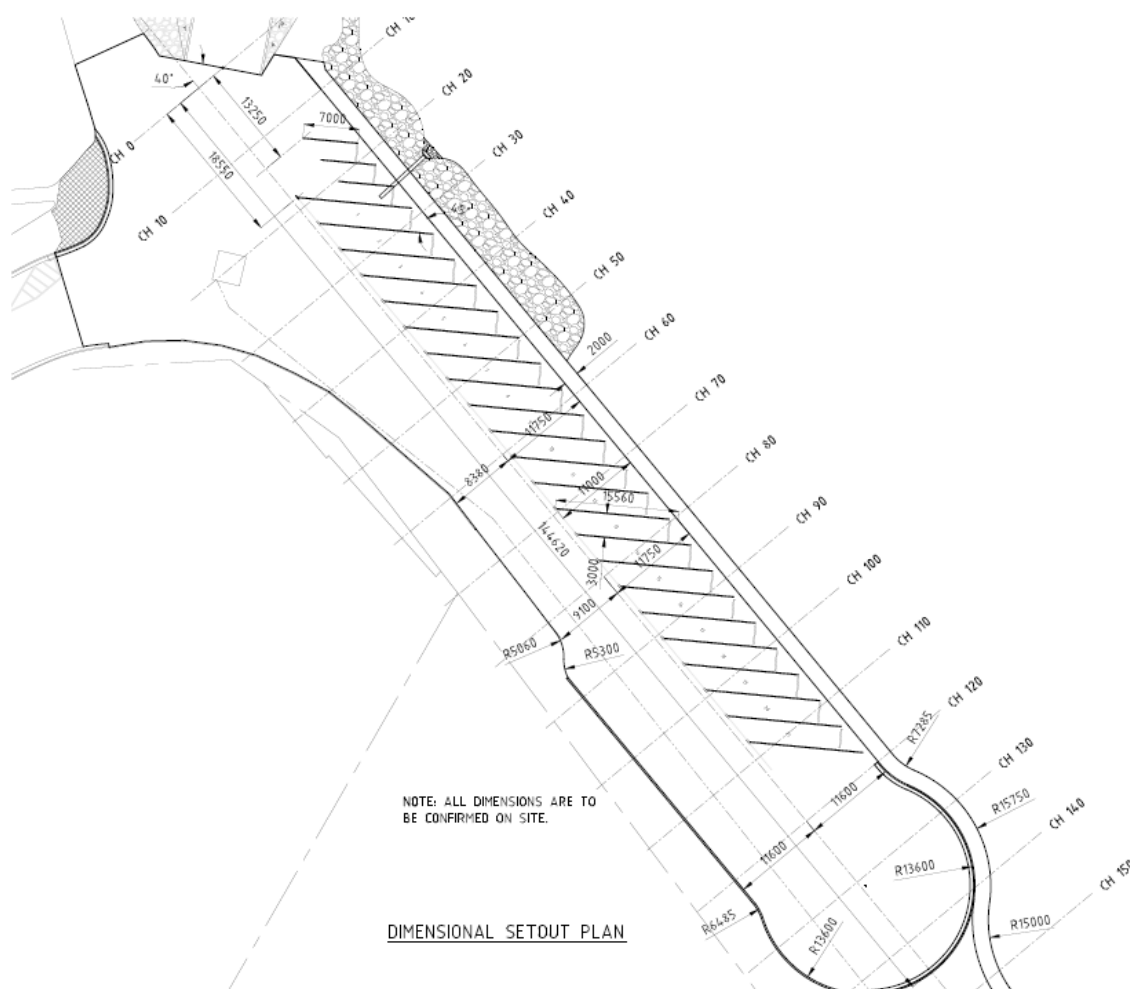 CH 20
40°
13250
7000
CH 30
CH 0
18550
CH 40
CH 10
CH 50
2000
CH 60
CH 70
11750
8380
CH 80
11000
15560
CH 90
144620
11750
3000
CH 100
9100
R5060
R5300
CH 110
CH 120
R7285
CH 130
NOTE: ALL DIMENSIONS ARE TO
BE CONFIRMED ON SITE.
11600
R15750
CH 140
11600
R13600
CH 150
R6485
R15000
DIMENSIONAL SETOUT PLAN
R13600